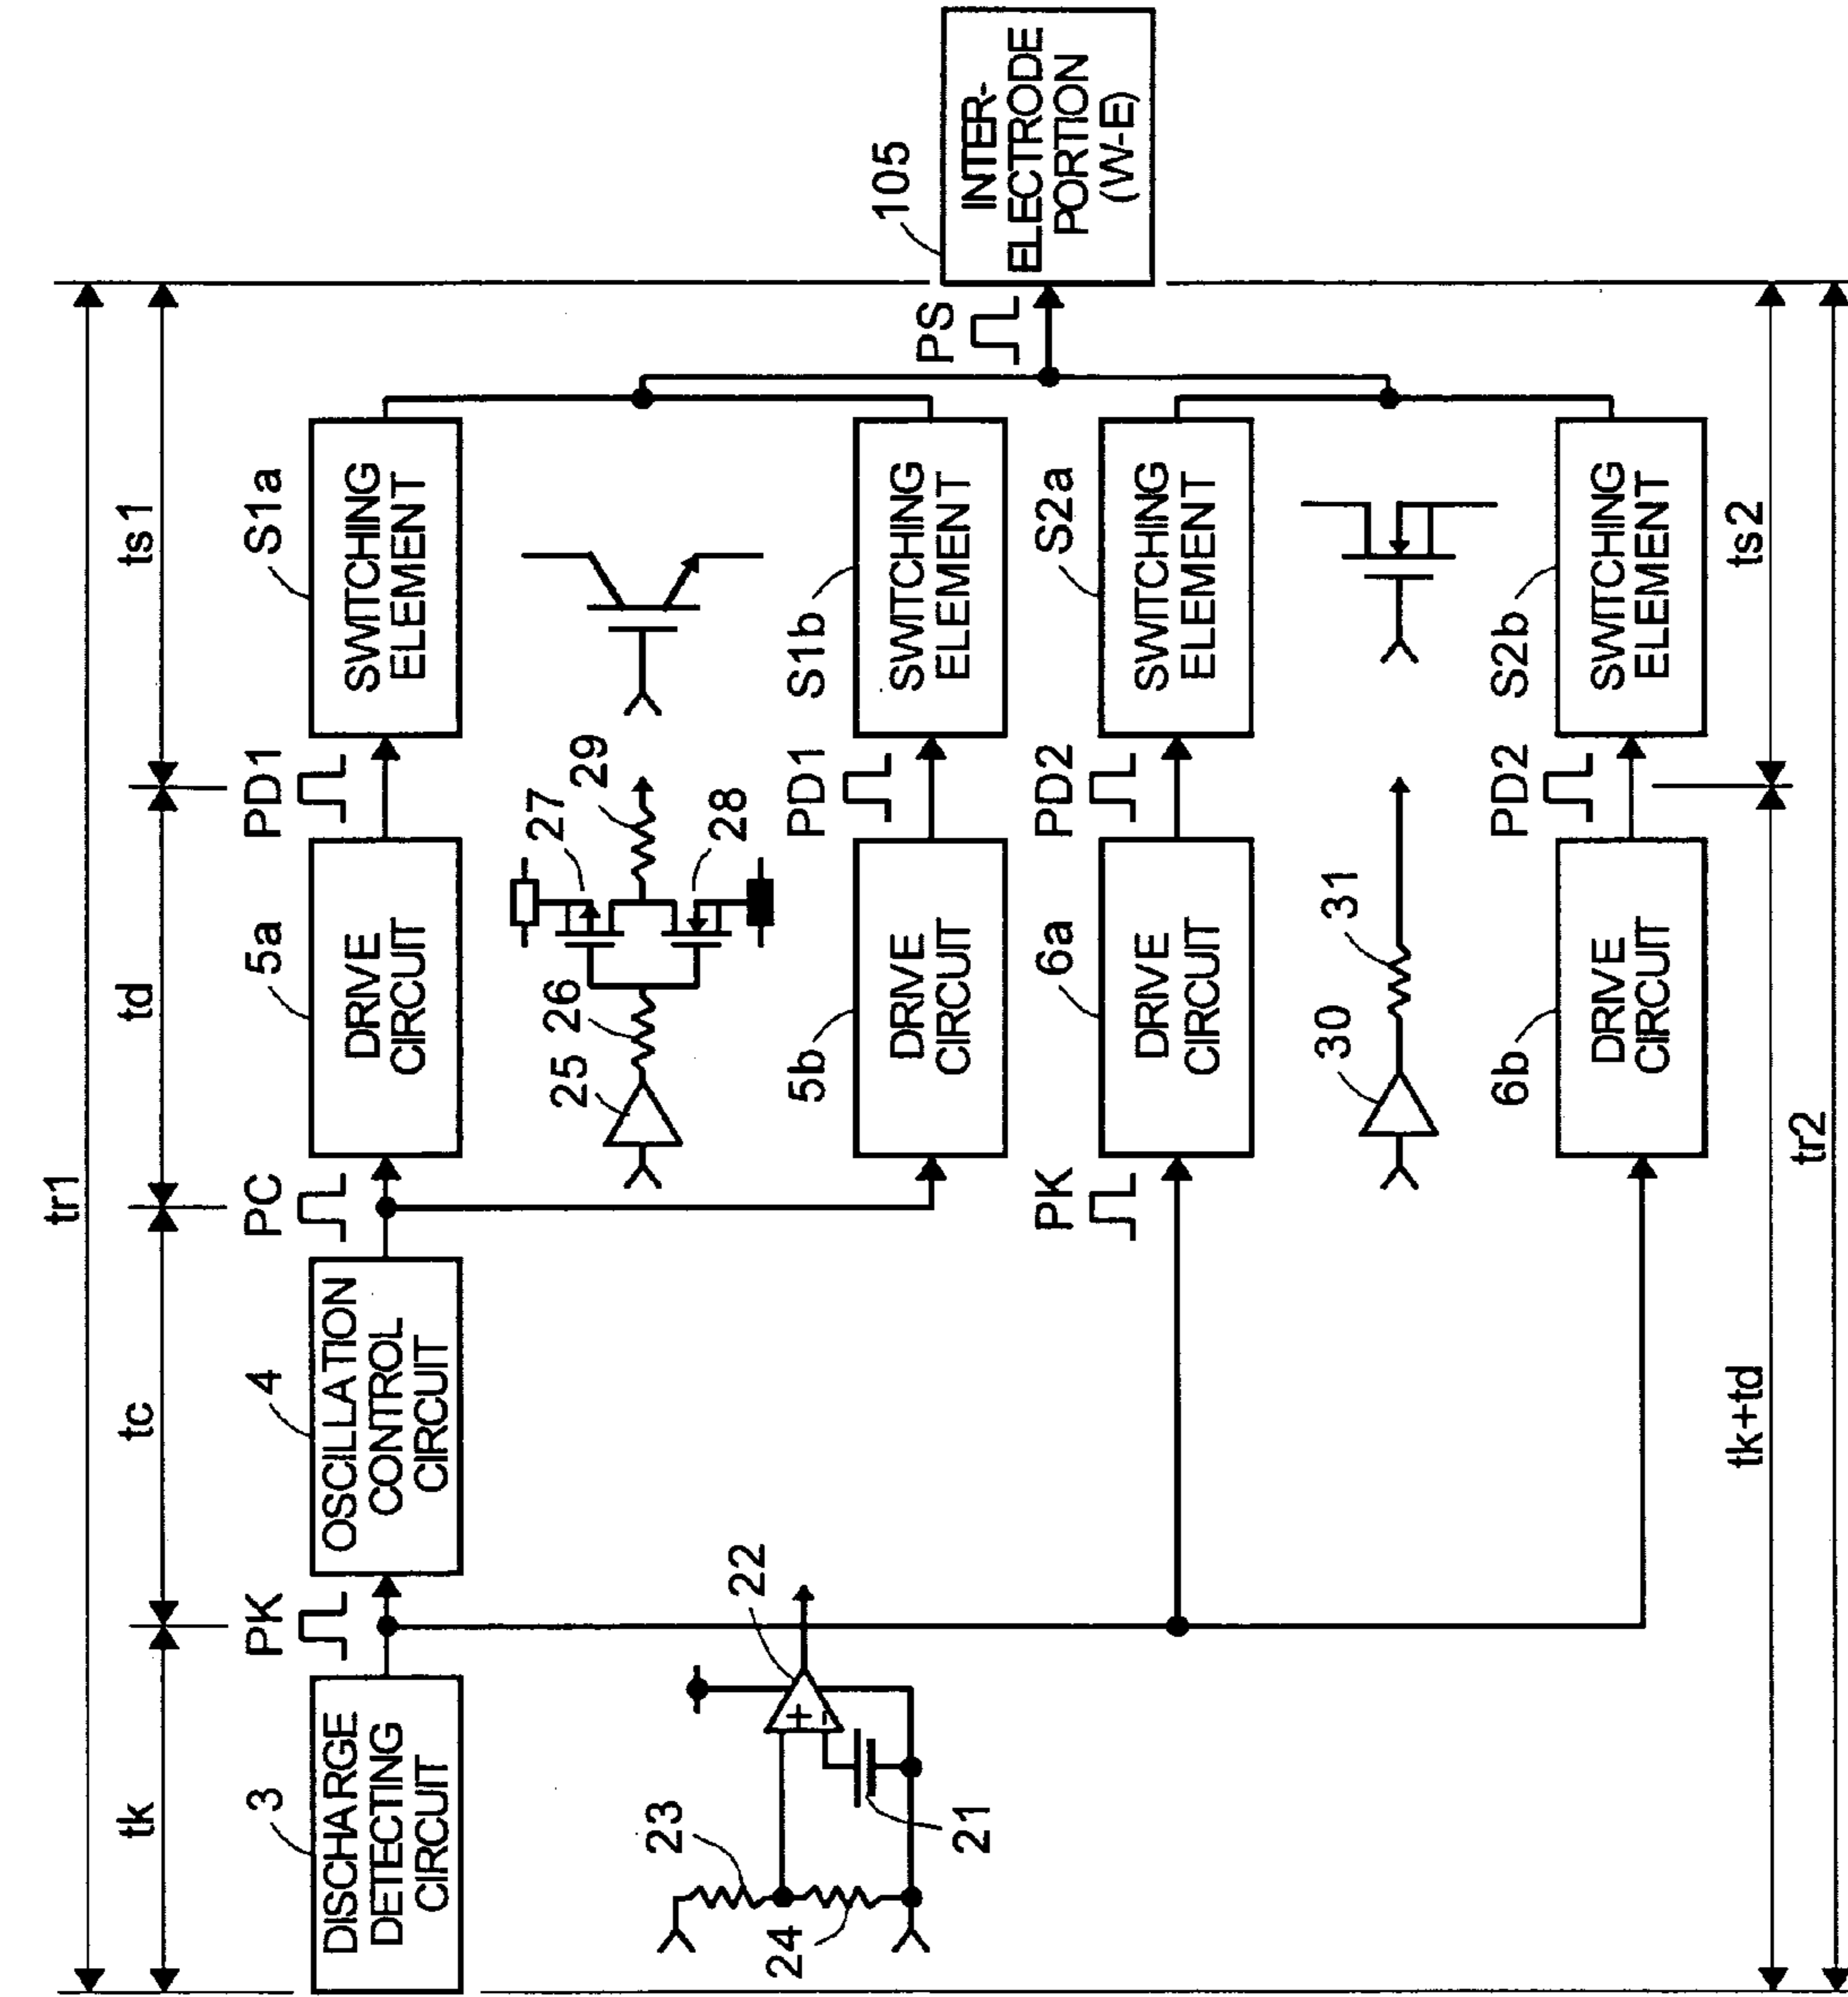 tr1
tk
tc
td
ts1
3
PK
4
PC
5a
PD1
S1a
DISCHARGE
DETECTING
CIRCUIT
OSCILLATION
CONTROL
CIRCUIT
DRIVE
CIRCUIT
SWITCHING
ELEMENT
23
24
21
22
+
-
25
26
27
28
29
5b
PD1
S1b
DRIVE
CIRCUIT
SWITCHING
ELEMENT
PS
105
INTER-
ELECTRODE
PORTION
(W-E)
PK
6a
PD2
S2a
DRIVE
CIRCUIT
SWITCHING
ELEMENT
30
31
6b
PD2
S2b
DRIVE
CIRCUIT
SWITCHING
ELEMENT
tk+td
ts2
tr2